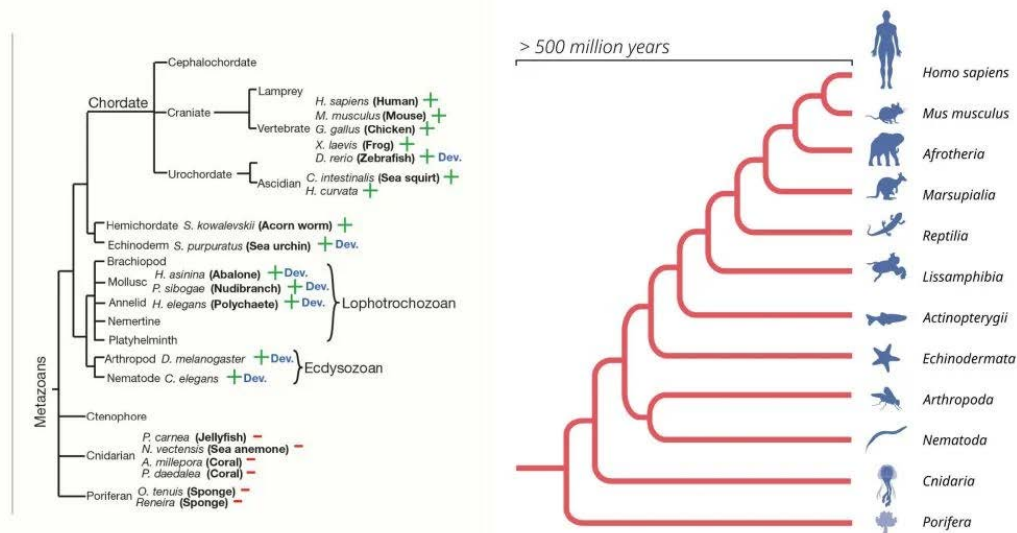 Cephalochordate
Chordate
Lamprey
Craniate
H. sapiens (Human) +
M. musculus (Mouse) +
Vertebrate G. gallus (Chicken) +
X. laevis (Frog) +
D. rerio (Zebrafish) + Dev.
Urochordate
C. intestinalis (Sea squirt) +
Ascidian
H. curvata +
Hemichordate S. kowalevskii (Acorn worm) +
Echinoderm S. purpuratus (Sea urchin) + Dev.
Brachiopod
H. asinina (Abalone) + Dev.
Mollusc
P. sibogae (Nudibranch) + Dev.
Annelid H. elegans (Polychaete) + Dev.
Lophotrochozoan
Nemertine
Platyhelminth
Arthropod D. melanogaster + Dev.
Ecdysozoan
Nematode C. elegans + Dev.
Metazoans
Ctenophore
P. carnea (Jellyfish) −
N. vectensis (Sea anemone) −
Cnidarian
A. millepora (Coral) −
P. daedalea (Coral) −
Poriferan O. tenuis (Sponge) −
Reneira (Sponge) −
> 500 million years
Homo sapiens
Mus musculus
Afrotheria
Marsupialia
Reptilia
Lissamphibia
Actinopterygii
Echinodermata
Arthropoda
Nematoda
Cnidaria
Porifera